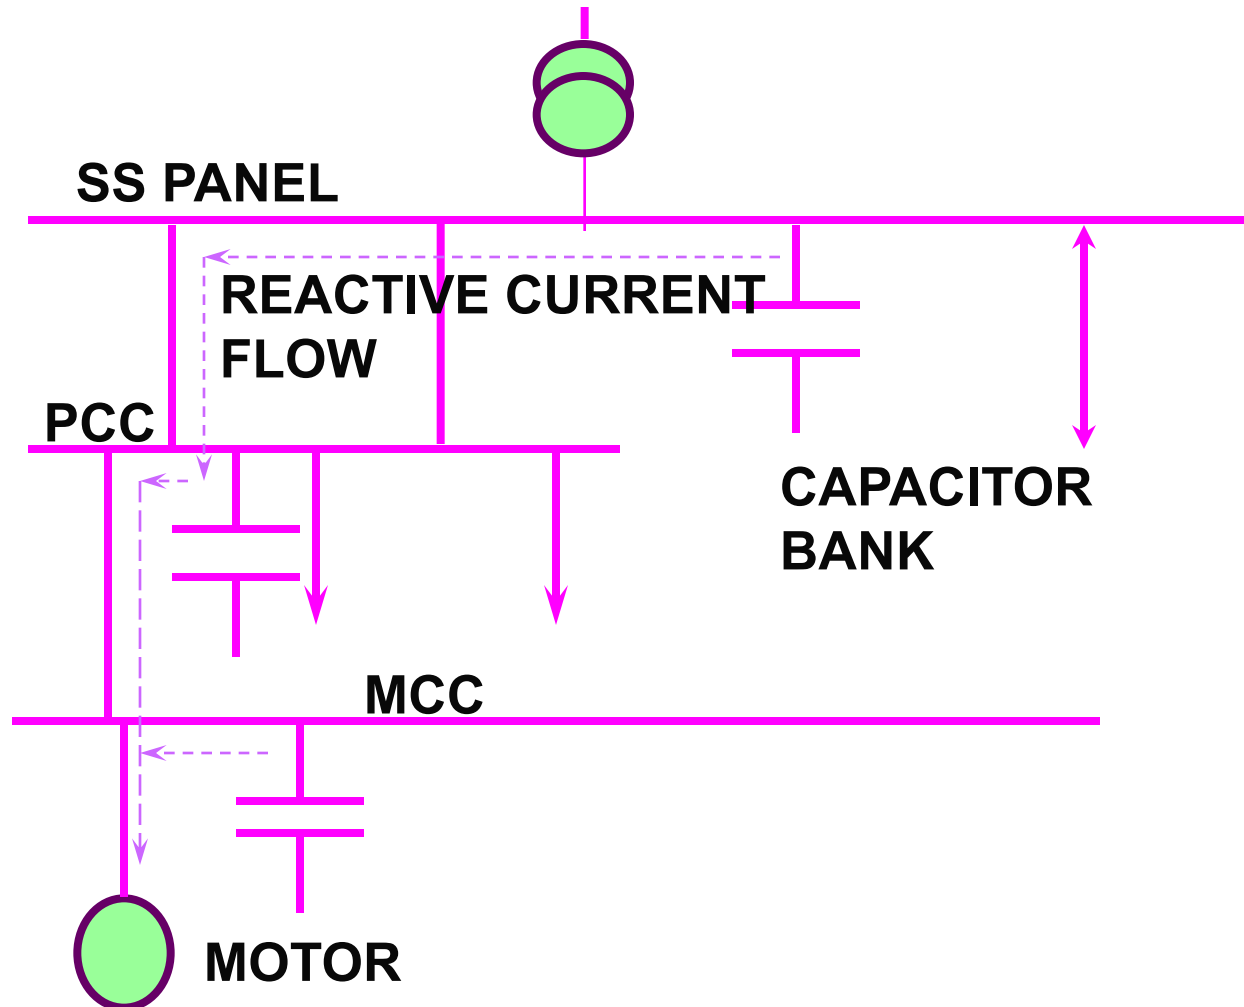 SS PANEL
REACTIVE CURRENT
FLOW
PCC
CAPACITOR
BANK
MCC
MOTOR